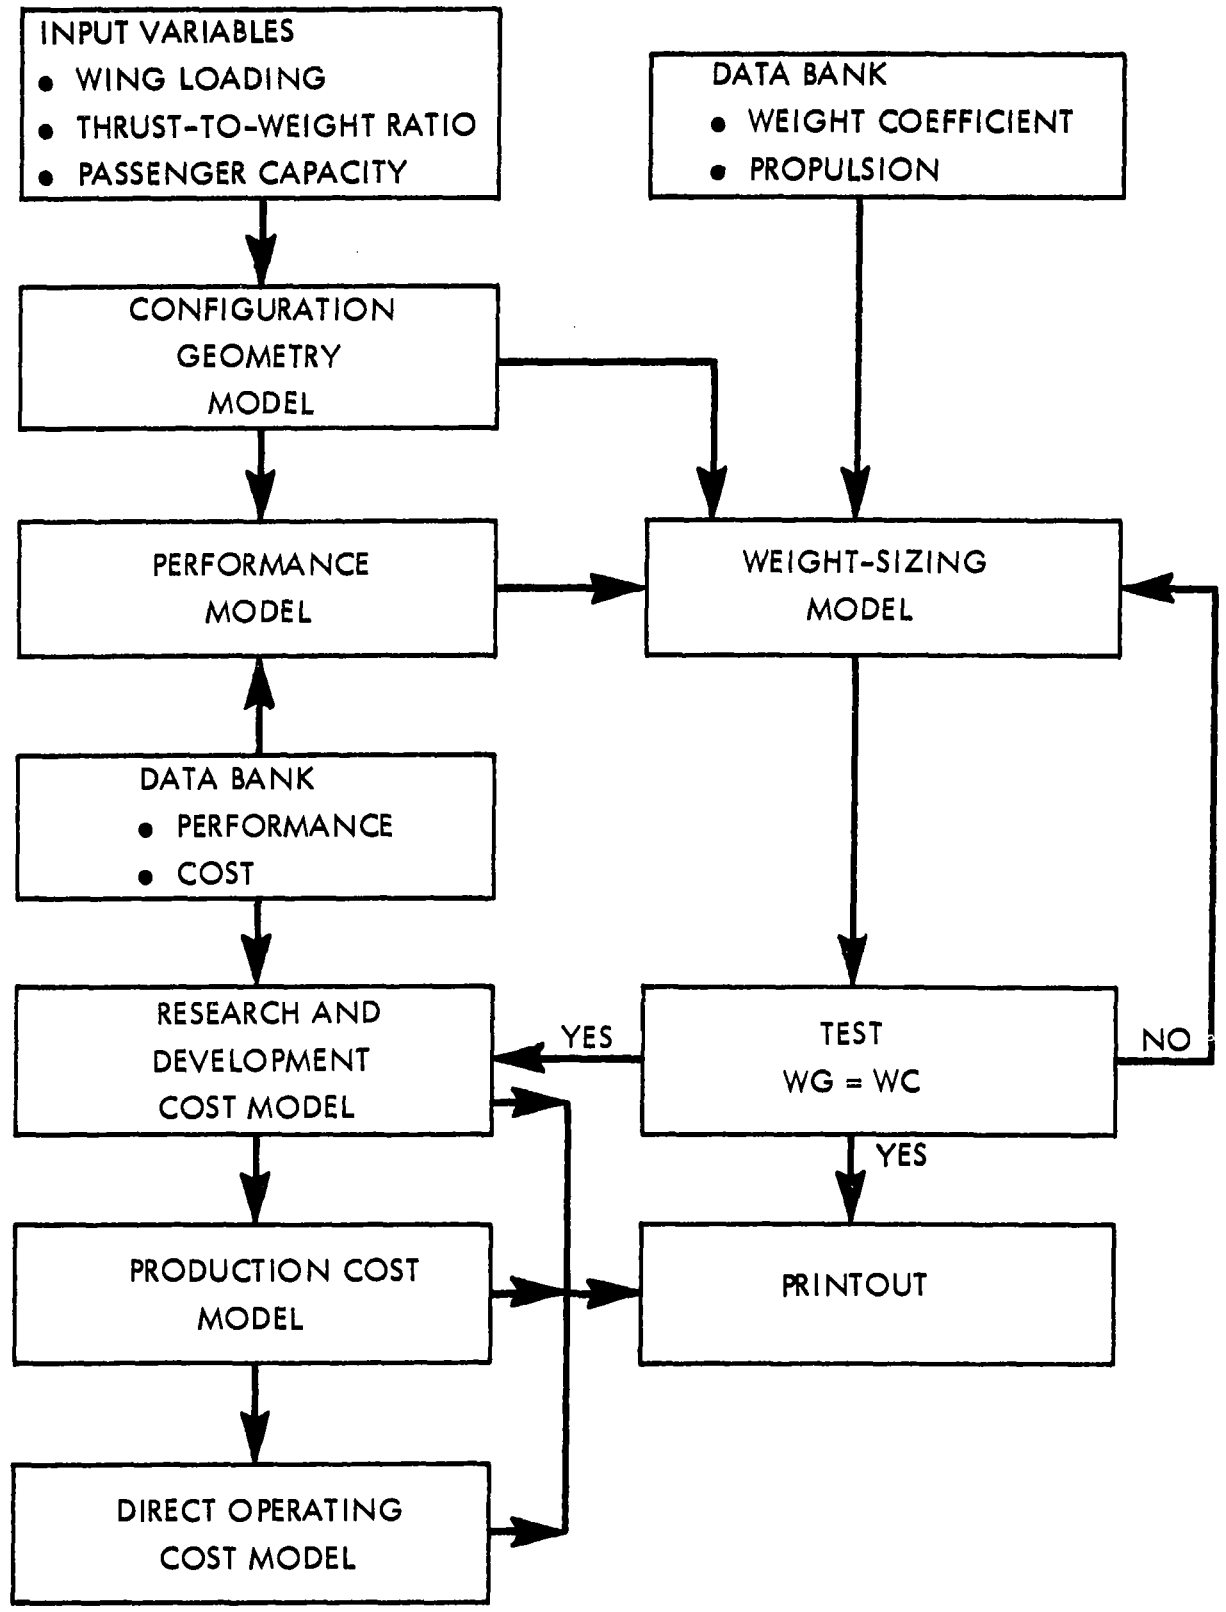 INPUT VARIABLES
● WING LOADING
● THRUST-TO-WEIGHT RATIO
● PASSENGER CAPACITY
DATA BANK
● WEIGHT COEFFICIENT
● PROPULSION
CONFIGURATION
GEOMETRY
MODEL
PERFORMANCE
MODEL
WEIGHT-SIZING
MODEL
DATA BANK
● PERFORMANCE
● COST
RESEARCH AND
DEVELOPMENT
COST MODEL
YES
TEST
WG = WC
NO
YES
PRODUCTION COST
MODEL
PRINTOUT
DIRECT OPERATING
COST MODEL